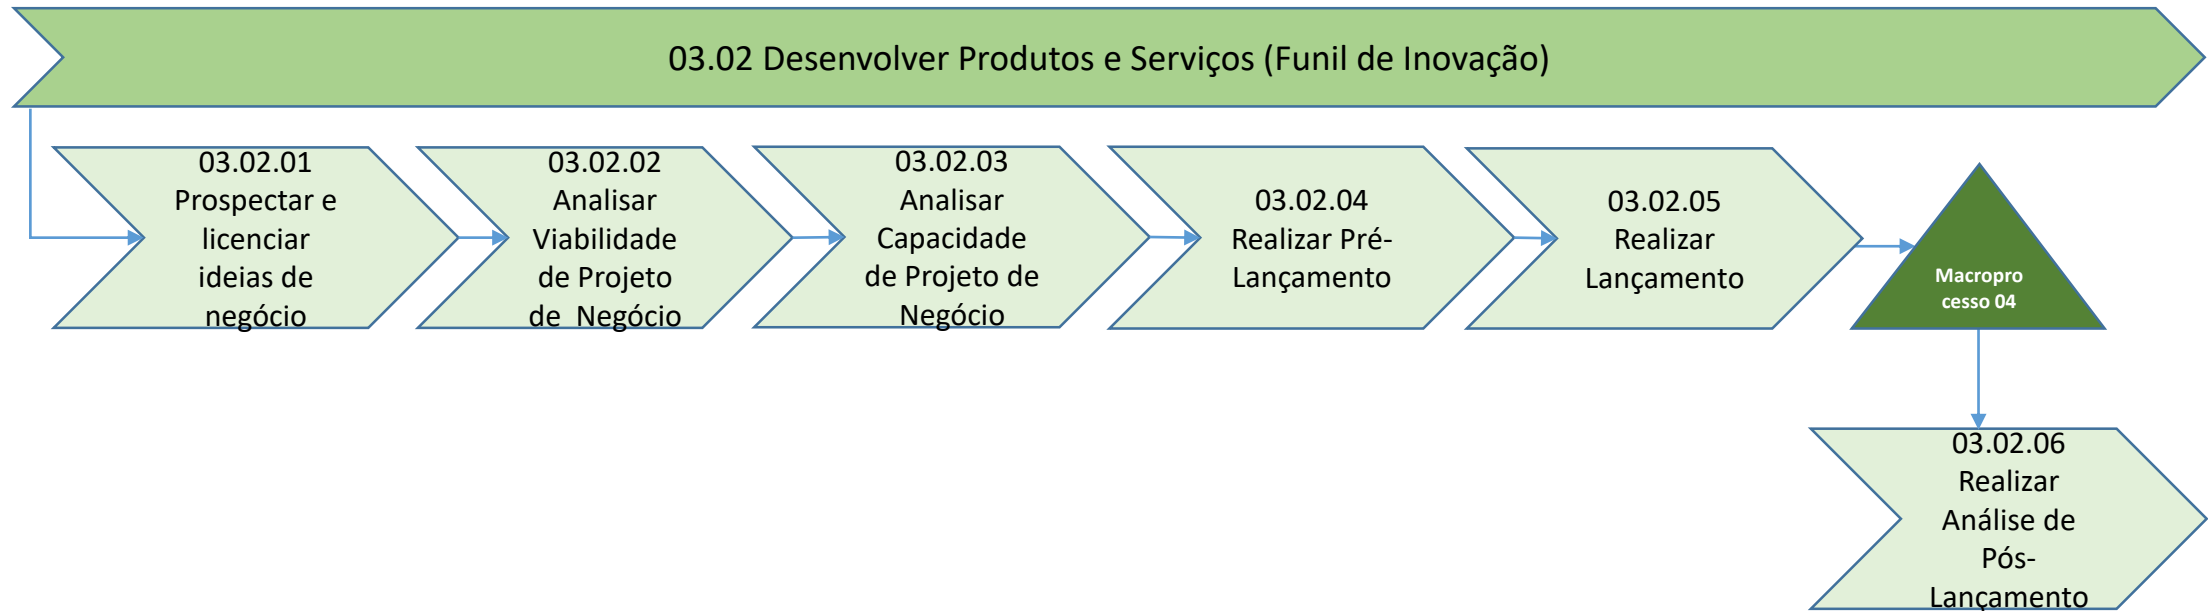 03.02 Desenvolver Produtos e Serviços (Funil de Inovação)
03.02.01
Prospectar e
licenciar
ideias de
negócio
03.02.02
Analisar
Viabilidade
de Projeto
de  Negócio
03.02.03
Analisar
Capacidade
de Projeto de
Negócio
03.02.04
Realizar Pré-
Lançamento
03.02.05
Realizar
Lançamento
Macropro
cesso 04
03.02.06
Realizar
Análise de
Pós-
Lançamento